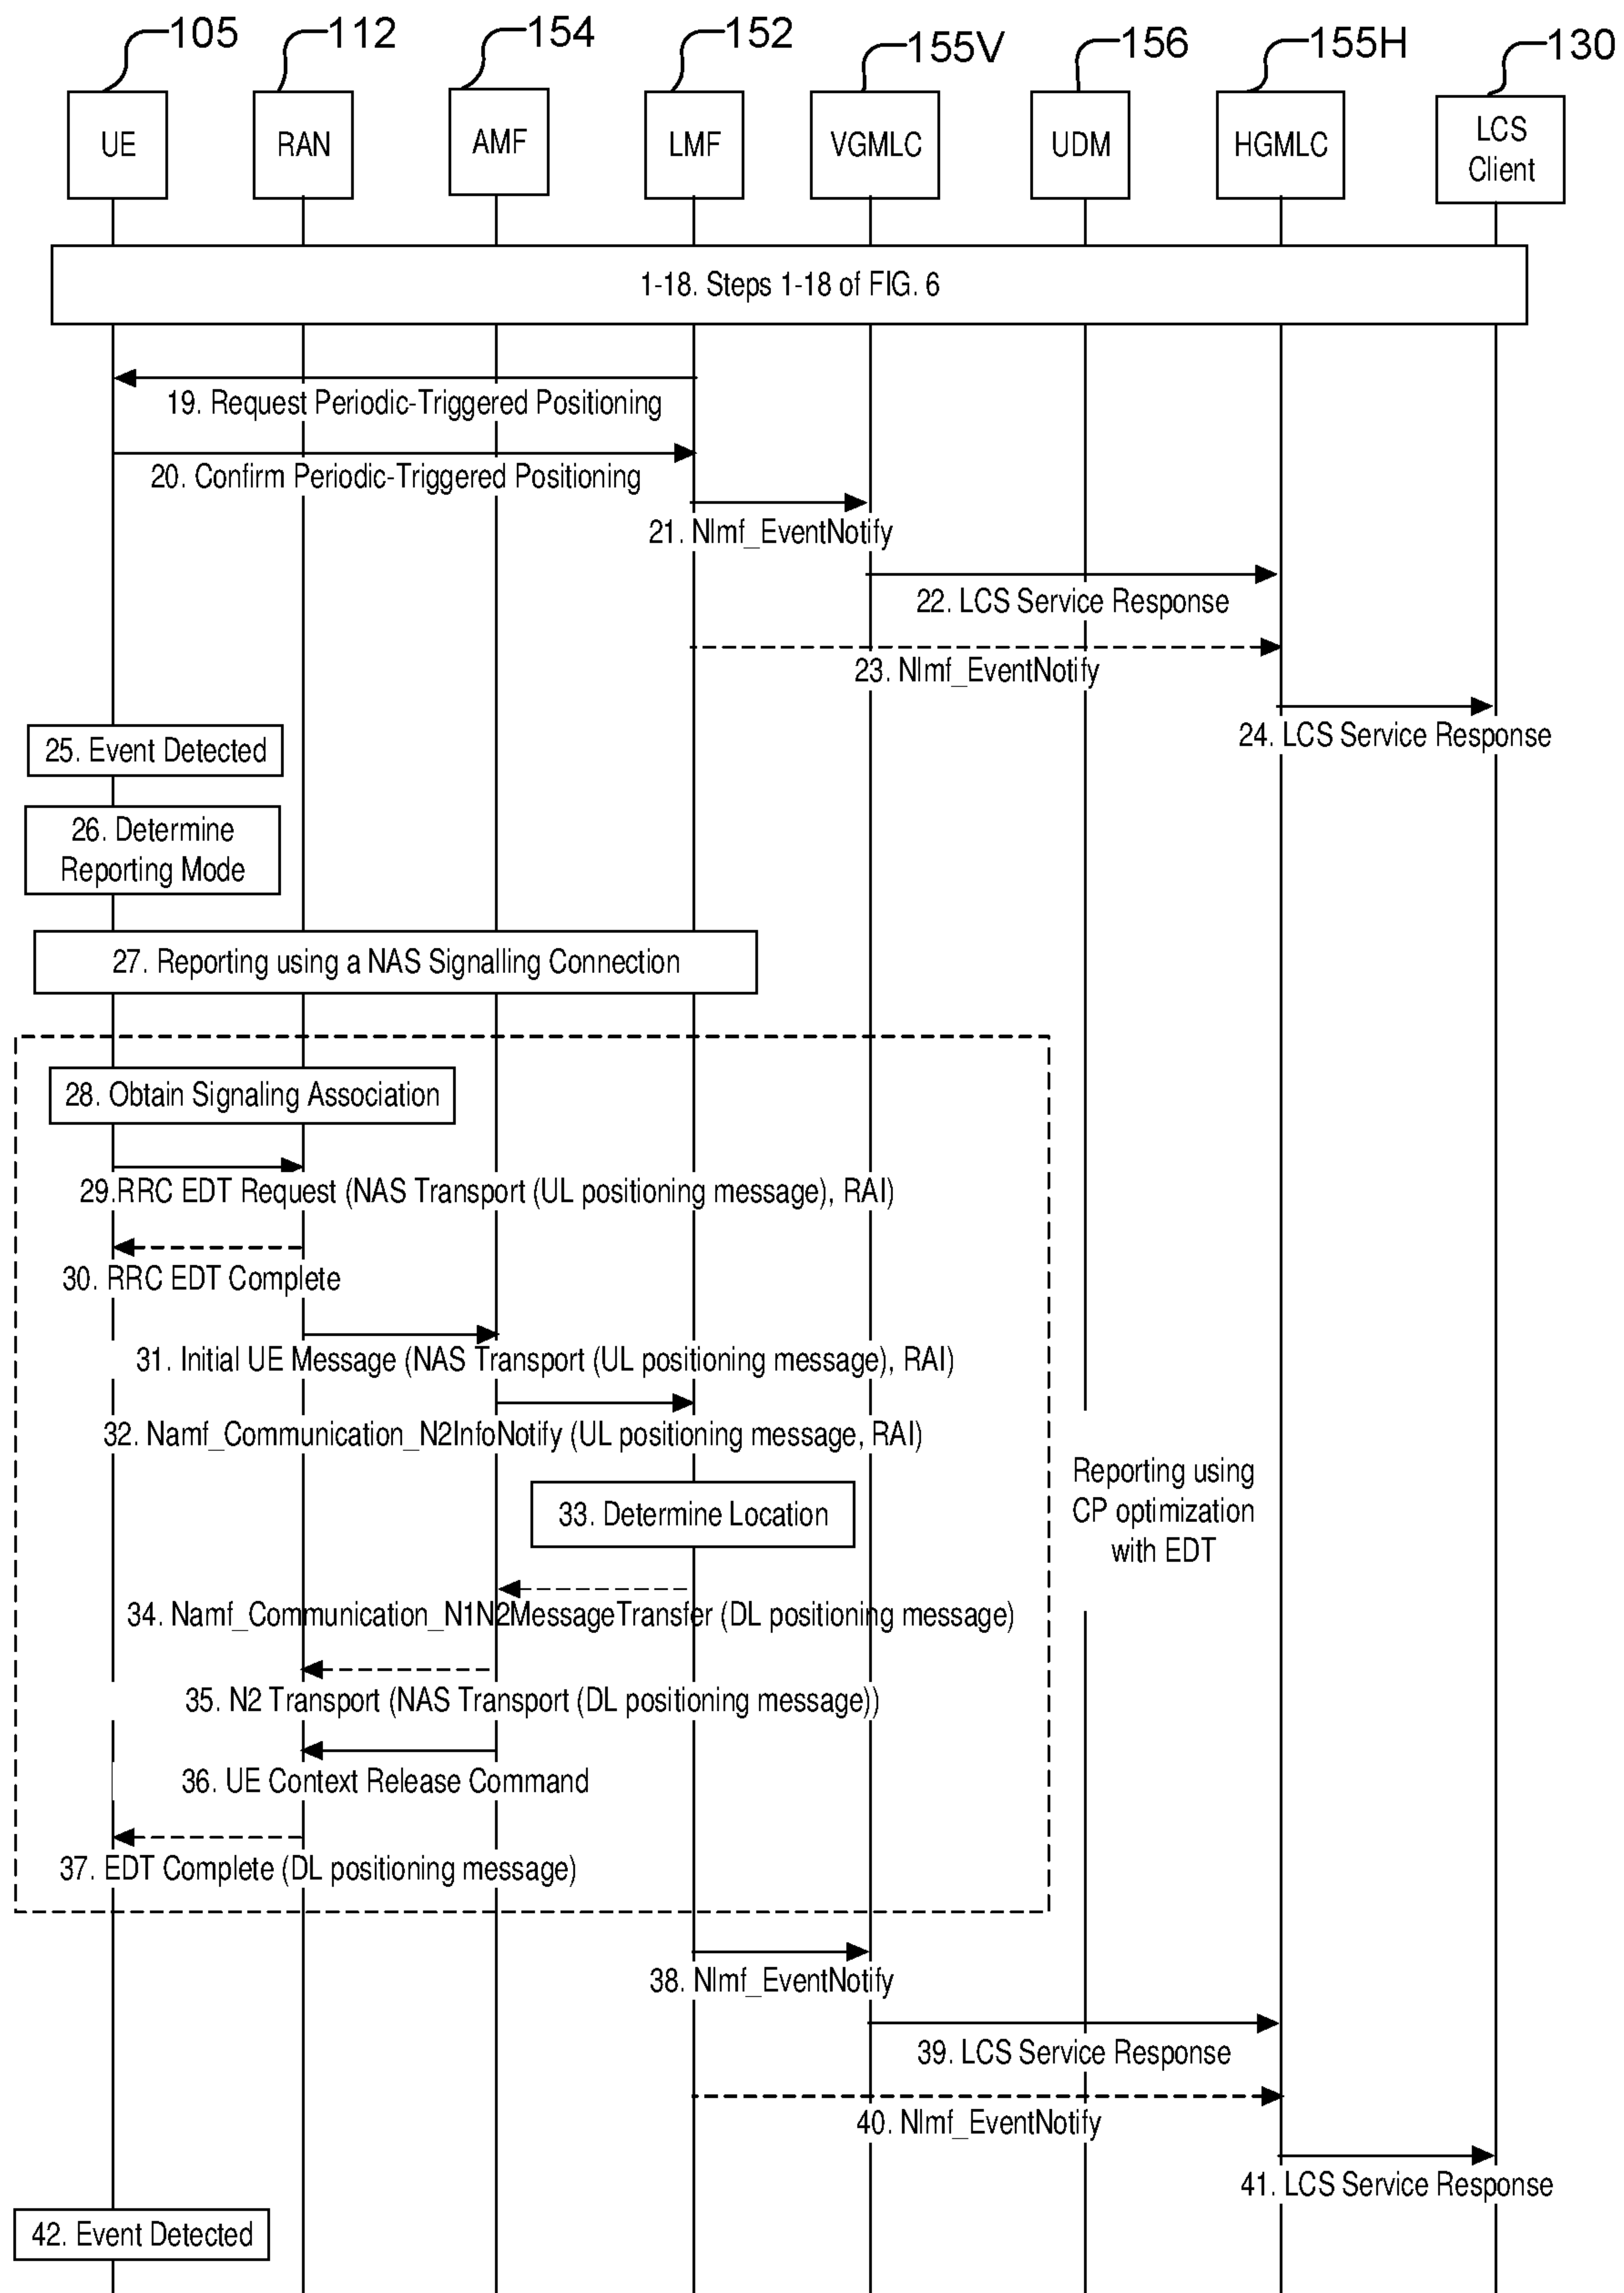 105
112
154
152
155V
156
155H
130
UE
RAN
AMF
LMF
VGMLC
UDM
HGMLC
LCS
Client
1-18. Steps 1-18 of FIG. 6
19. Request Periodic-Triggered Positioning
20. Confirm Periodic-Triggered Positioning
21. Nlmf_EventNotify
22. LCS Service Response
23. Nlmf_EventNotify
24. LCS Service Response
25. Event Detected
26. Determine
Reporting Mode
27. Reporting using a NAS Signalling Connection
28. Obtain Signaling Association
29.RRC EDT Request (NAS Transport (UL positioning message), RAI)
30. RRC EDT Complete
31. Initial UE Message (NAS Transport (UL positioning message), RAI)
32. Namf_Communication_N2InfoNotify (UL positioning message, RAI)
Reporting using
CP optimization
with EDT
33. Determine Location
34. Namf_Communication_N1N2MessageTransfer (DL positioning message)
35. N2 Transport (NAS Transport (DL positioning message))
36. UE Context Release Command
37. EDT Complete (DL positioning message)
38. Nlmf_EventNotify
39. LCS Service Response
40. Nlmf_EventNotify
41. LCS Service Response
42. Event Detected